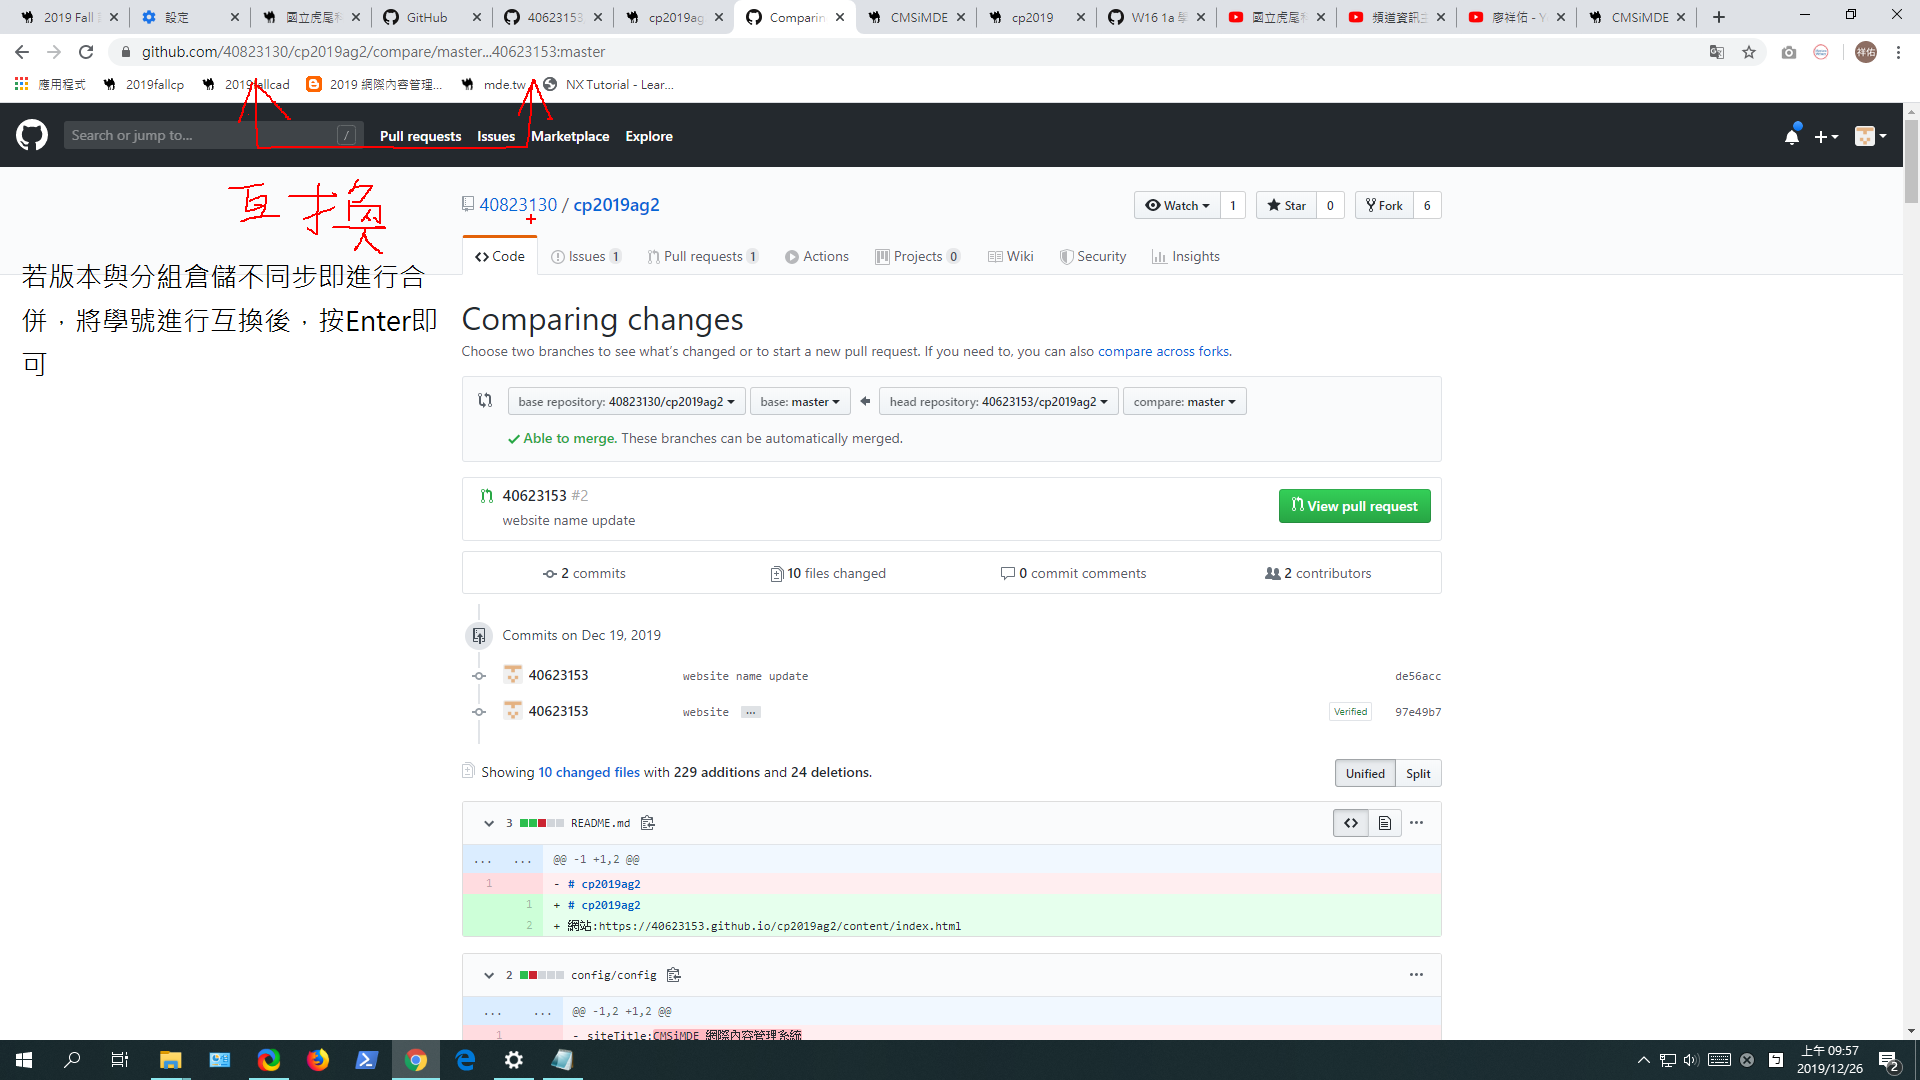 2019 Fall
設定
國立虎尾科
GitHub
40623153
cp2019ag
Comparin
CMSiMDE
cp2019
W16 1a 學
國立虎尾
頻道資訊主
廖祥佑 - Y
CMSiMDE
github.com/40823130/cp2019ag2/compare/master...40623153:master
祥佑
應用程式
2019fallcp
2019fallcad
2019 網際內容管理...
mde.tw
NX Tutorial - Lear...
Search or jump to...
/
Pull requests
Issues
Marketplace
Explore
互換
若版本與分組倉儲不同步即進行合
併，將學號進行互換後，按Enter即
可
40823130 / cp2019ag2
Watch 1
Star 0
Fork 6
Code
Issues 1
Pull requests 1
Actions
Projects 0
Wiki
Security
Insights
Comparing changes
Choose two branches to see what's changed or to start a new pull request. If you need to, you can also compare across forks.
base repository: 40823130/cp2019ag2
base: master
head repository: 40623153/cp2019ag2
compare: master
Able to merge. These branches can be automatically merged.
40623153 #2
website name update
View pull request
2 commits
10 files changed
0 commit comments
2 contributors
Commits on Dec 19, 2019
40623153 website name update de56acc
40623153 website ... Verified 97e49b7
Showing 10 changed files with 229 additions and 24 deletions.
Unified
Split
3 README.md
... ... @@ -1 +1,2 @@
1 - # cp2019ag2
1 + # cp2019ag2
2 + 網站:https://40623153.github.io/cp2019ag2/content/index.html
2 config/config
... ... @@ -1,2 +1,2 @@
1 - siteTitle:CMSiMDE 網際內容管理系統
上午 09:57
2019/12/26
2